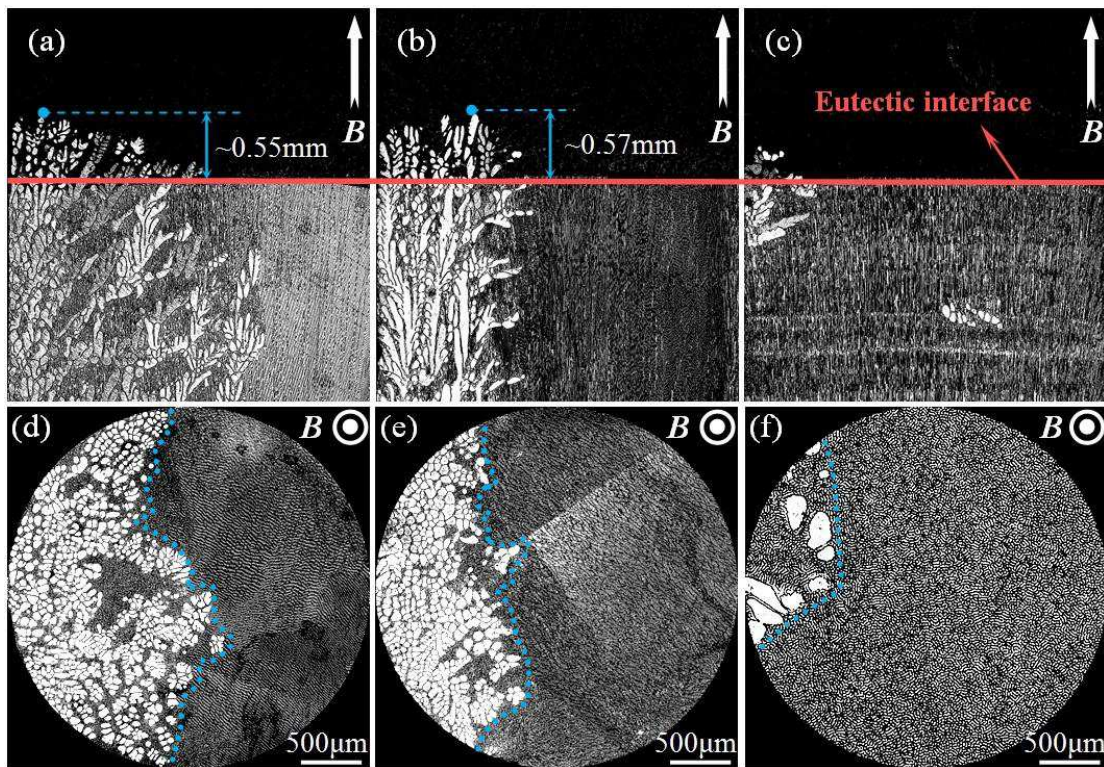 (a)
B
~0.55mm
(b)
B
~0.57mm
(c)
B
Eutectic interface
(d)
B
500μm
(e)
B
500μm
(f)
B
500μm